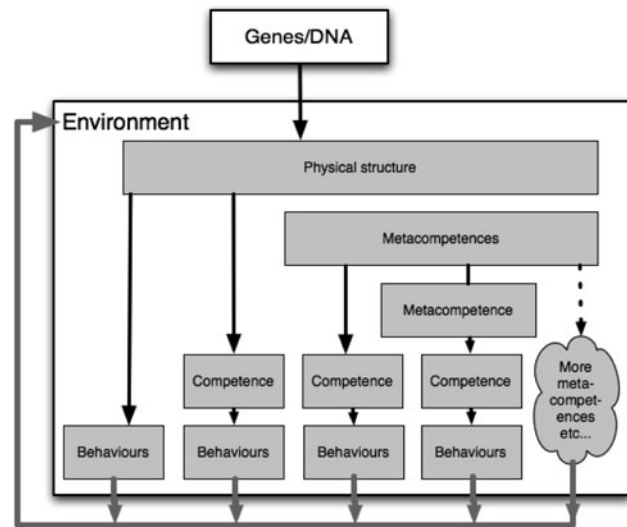 Genes/DNA
Environment
Physical structure
Metacompetences
Metacompetence
Competence
Competence
Competence
More
meta-
compet-
ences
etc...
Behaviours
Behaviours
Behaviours
Behaviours